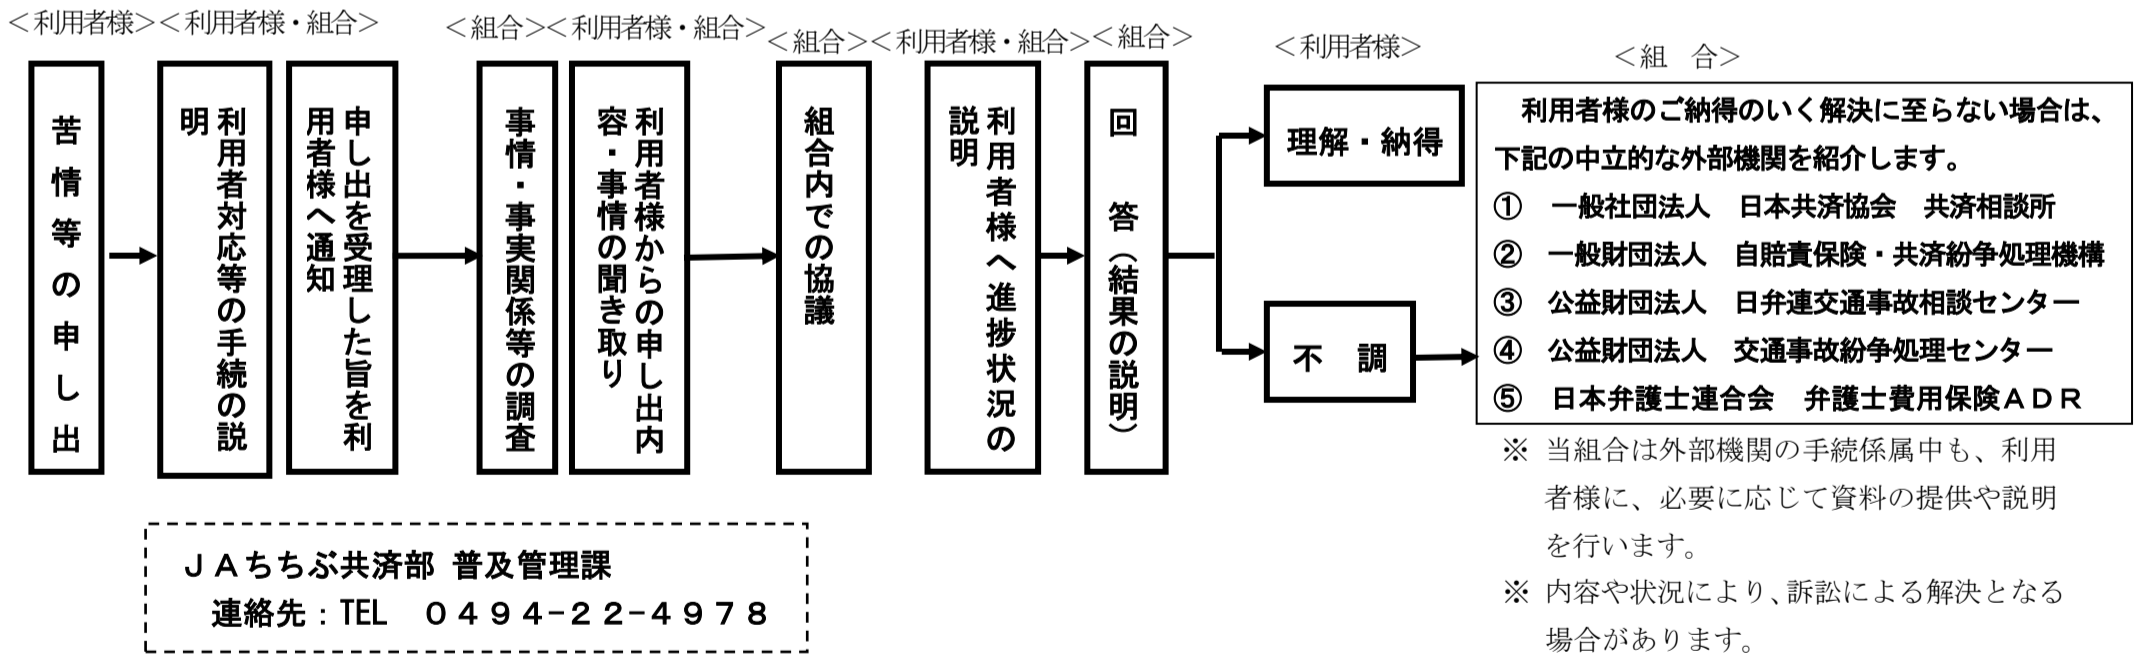 ＜利用者様＞
＜利用者様・組合＞
＜組合＞
＜利用者様・組合＞
＜組合＞
＜利用者様・組合＞
＜組合＞
＜利用者様＞
＜組　合＞
苦情等の申し出
利用者対応等の手続の説
明
申し出を受理した旨を利
用者様へ通知
事情・事実関係等の調査
利用者様からの申し出内
容・事情の聞き取り
組合内での協議
利用者様へ進捗状況の
説明
回　答（結果の説明）
理解・納得
不　調
利用者様のご納得のいく解決に至らない場合は、
下記の中立的な外部機関を紹介します。
①　一般社団法人　日本共済協会　共済相談所
②　一般財団法人　自賠責保険・共済紛争処理機構
③　公益財団法人　日弁連交通事故相談センター
④　公益財団法人　交通事故紛争処理センター
⑤　日本弁護士連合会　弁護士費用保険ＡＤＲ
※ 当組合は外部機関の手続係属中も、利用
者様に、必要に応じて資料の提供や説明
を行います。
※ 内容や状況により、訴訟による解決となる
場合があります。
ＪＡちちぶ共済部 普及管理課
連絡先：TEL　０４９４−２２−４９７８